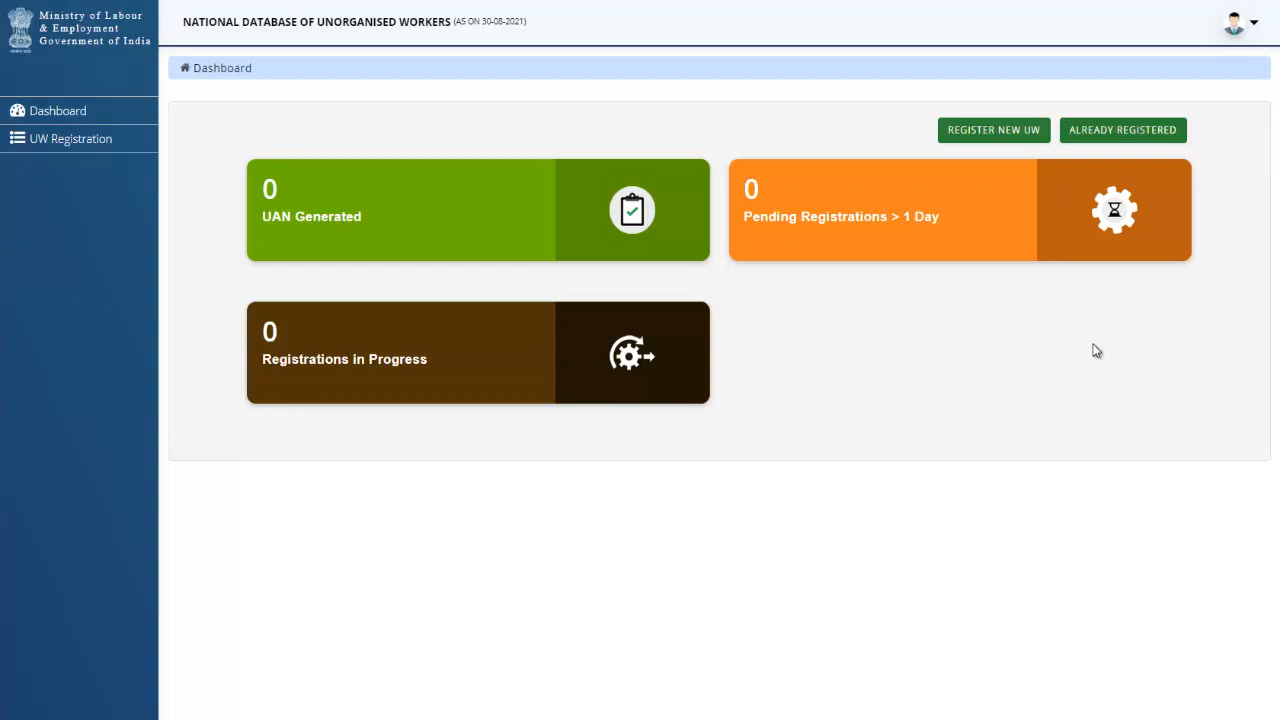 Ministry of Labour
& Employment
Government of India
NATIONAL DATABASE OF UNORGANISED WORKERS (AS ON 30-08-2021)
Dashboard
Dashboard
UW Registration
REGISTER NEW UW
ALREADY REGISTERED
0
UAN Generated
0
Pending Registrations > 1 Day
0
Registrations in Progress